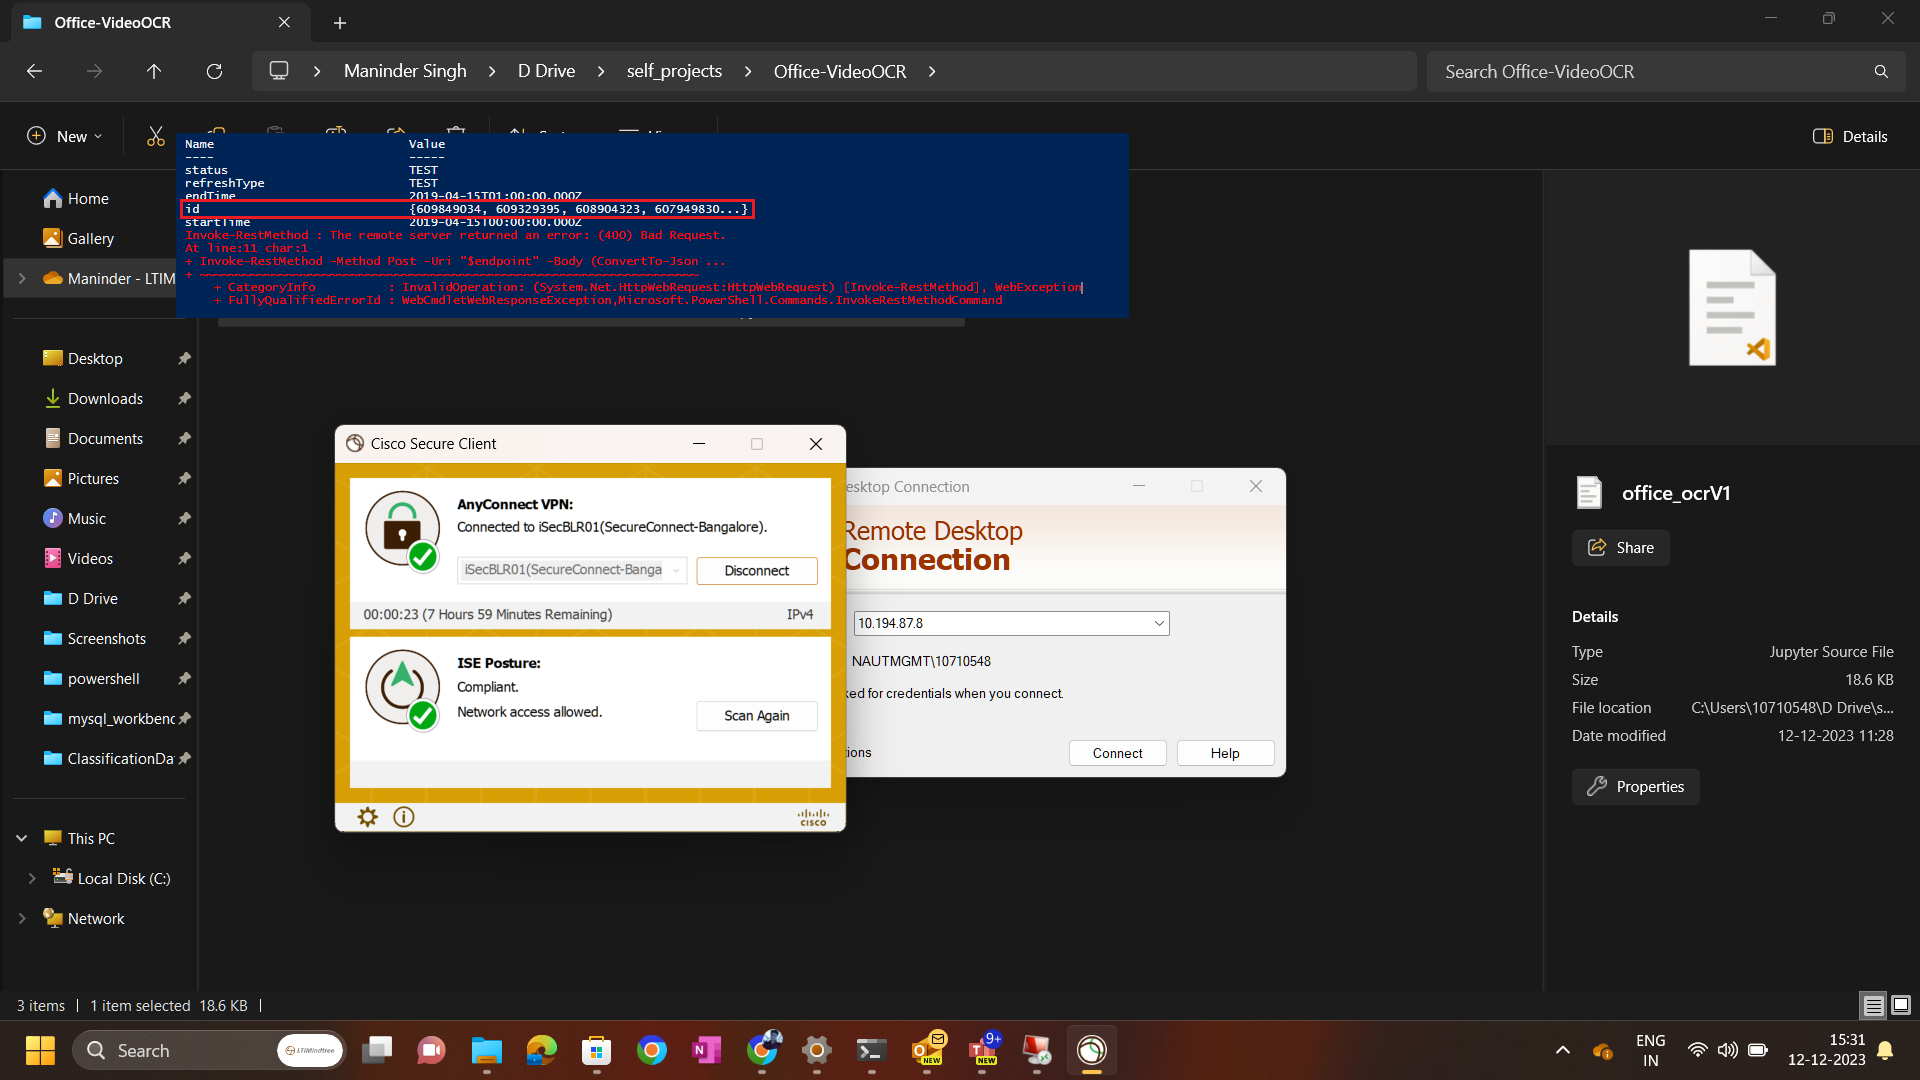 Office-VideoOCR
Maninder Singh
D Drive
self_projects
Office-VideoOCR
Search Office-VideoOCR
New
Details
Name Value
---- -----
status TEST
refreshType TEST
endTime 2019-04-15T01:00:00.000Z
id {609849034, 609329395, 608904323, 607949830...}
startTime 2019-04-15T00:00:00.000Z
Invoke-RestMethod : The remote server returned an error: (400) Bad Request.
At line:11 char:1
+ Invoke-RestMethod -Method Post -Uri "$endpoint" -Body (ConvertTo-Json ...
+ ~~~~~~~~~~~~~~~~~~~~~~~~~~~~~~~~~~~~~~~~~~~~~~~~~~~~~~~~~~~~~~~~~~~~~
+ CategoryInfo : InvalidOperation: (System.Net.HttpWebRequest:HttpWebRequest) [Invoke-RestMethod], WebException
+ FullyQualifiedErrorId : WebCmdletWebResponseException,Microsoft.PowerShell.Commands.InvokeRestMethodCommand
Home
Gallery
Maninder - LTIM
Desktop
Downloads
Documents
Pictures
Music
Videos
D Drive
Screenshots
powershell
mysql_workbenc
ClassificationDa
This PC
Local Disk (C:)
Network
Cisco Secure Client
AnyConnect VPN:
Connected to iSecBLR01(SecureConnect-Bangalore).
iSecBLR01(SecureConnect-Banga
Disconnect
00:00:23 (7 Hours 59 Minutes Remaining)
IPv4
ISE Posture:
Compliant.
Network access allowed.
Scan Again
cisco
esktop Connection
Remote Desktop
Connection
10.194.87.8
NAUTMGMT\10710548
ked for credentials when you connect.
tions
Connect
Help
office_ocrV1
Share
Details
Type Jupyter Source File
Size 18.6 KB
File location C:\Users\10710548\D Drive\s...
Date modified 12-12-2023 11:28
Properties
3 items
1 item selected 18.6 KB
Search
LTIMindtree
NEW
9+
NEW
ENG
IN
15:31
12-12-2023